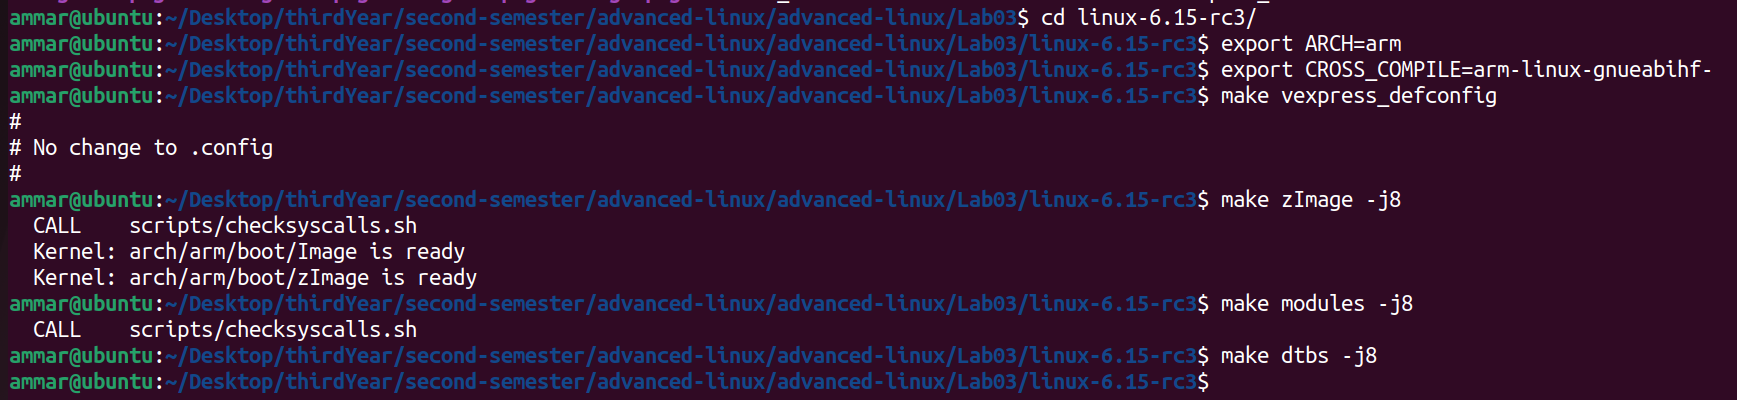 ammar@ubuntu:~/Desktop/thirdYear/second-semester/advanced-linux/advanced-linux/Lab03$ cd linux-6.15-rc3/
ammar@ubuntu:~/Desktop/thirdYear/second-semester/advanced-linux/advanced-linux/Lab03/linux-6.15-rc3$ export ARCH=arm
ammar@ubuntu:~/Desktop/thirdYear/second-semester/advanced-linux/advanced-linux/Lab03/linux-6.15-rc3$ export CROSS_COMPILE=arm-linux-gnueabihf-
ammar@ubuntu:~/Desktop/thirdYear/second-semester/advanced-linux/advanced-linux/Lab03/linux-6.15-rc3$ make vexpress_defconfig
#
# No change to .config
#
ammar@ubuntu:~/Desktop/thirdYear/second-semester/advanced-linux/advanced-linux/Lab03/linux-6.15-rc3$ make zImage -j8
  CALL    scripts/checksyscalls.sh
  Kernel: arch/arm/boot/Image is ready
  Kernel: arch/arm/boot/zImage is ready
ammar@ubuntu:~/Desktop/thirdYear/second-semester/advanced-linux/advanced-linux/Lab03/linux-6.15-rc3$ make modules -j8
  CALL    scripts/checksyscalls.sh
ammar@ubuntu:~/Desktop/thirdYear/second-semester/advanced-linux/advanced-linux/Lab03/linux-6.15-rc3$ make dtbs -j8
ammar@ubuntu:~/Desktop/thirdYear/second-semester/advanced-linux/advanced-linux/Lab03/linux-6.15-rc3$